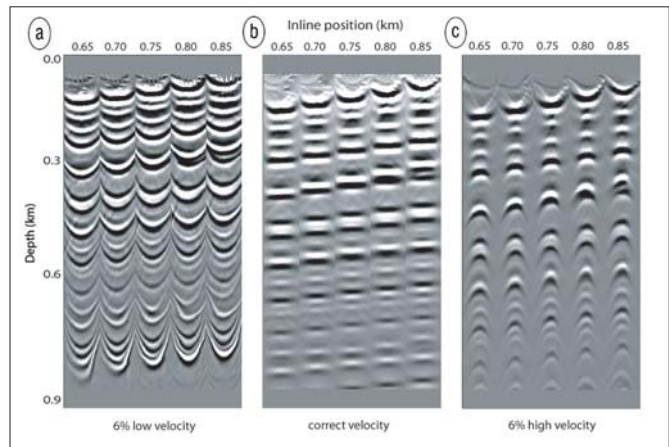 Inline position (km)
a
b
c
0.65 0.70 0.75 0.80 0.85
0.65 0.70 0.75 0.80 0.85
0.65 0.70 0.75 0.80 0.85
0.0
0.3
0.6
0.9
Depth (km)
6% low velocity
correct velocity
6% high velocity